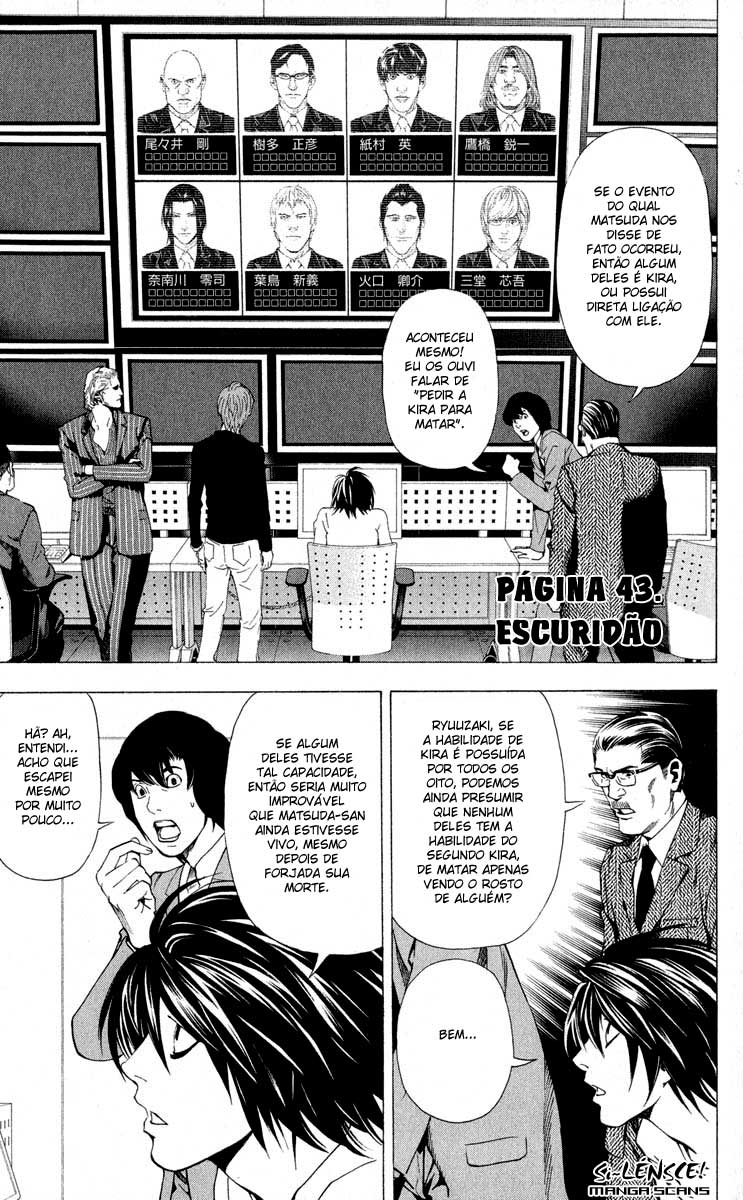 尾々井 剛
樹多 正彦
紙村 英
鷹橋 鋭一
奈南川 零司
葉鳥 新義
火口 卿介
三堂 芯吾
SE O EVENTO
DO QUAL
MATSUDA NOS
DISSE DE
FATO OCORREU,
ENTÃO ALGUM
DELES É KIRA,
OU POSSUI
DIRETA LIGAÇÃO
COM ELE.
ACONTECEU
MESMO!
EU OS OUVI
FALAR DE
"PEDIR A
KIRA PARA
MATAR".
PÁGINA 43.
ESCURIDÃO
RYUUZAKI, SE
A HABILIDADE DE
KIRA É POSSUÍDA
POR TODOS OS
OITO, PODEMOS
AINDA PRESUMIR
QUE NENHUM
DELES TEM A
HABILIDADE DO
SEGUNDO KIRA,
DE MATAR APENAS
VENDO O ROSTO
DE ALGUÉM?
BEM...
SE ALGUM
DELES TIVESSE
TAL CAPACIDADE,
ENTÃO SERIA MUITO
IMPROVÁVEL
QUE MATSUDA-SAN
AINDA ESTIVESSE
VIVO, MESMO
DEPOIS DE
FORJADA SUA
MORTE.
HÃ? AH,
ENTENDI...
ACHO QUE
ESCAPEI
MESMO
POR MUITO
POUCO...
Si-LÉNSCE!
MANGA SCANS